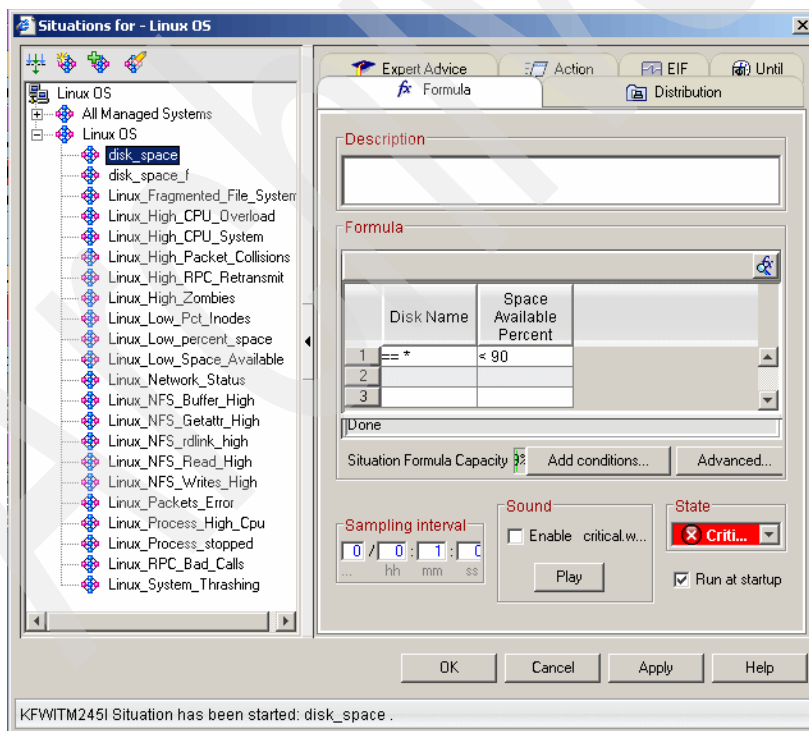 Situations for - Linux OS
Linux OS
All Managed Systems
Linux OS
disk_space
disk_space_f
Linux_Fragmented_File_System
Linux_High_CPU_Overload
Linux_High_CPU_System
Linux_High_Packet_Collisions
Linux_High_RPC_Retransmit
Linux_High_Zombies
Linux_Low_Pct_Inodes
Linux_Low_percent_space
Linux_Low_Space_Available
Linux_Network_Status
Linux_NFS_Buffer_High
Linux_NFS_Getattr_High
Linux_NFS_rdlink_high
Linux_NFS_Read_High
Linux_NFS_Writes_High
Linux_Packets_Error
Linux_Process_High_Cpu
Linux_Process_stopped
Linux_RPC_Bad_Calls
Linux_System_Thrashing
Expert Advice Action EIF Until
fx Formula Distribution
Description
Formula
Disk Name Space Available Percent
1 == * < 90
2
3
Done
Situation Formula Capacity Add conditions... Advanced...
Sampling interval
0 / 0 : 1 : 0
... hh mm ss
Sound
Enable critical.w...
Play
State
Criti...
Run at startup
OK Cancel Apply Help
KFWITM245I Situation has been started: disk_space .